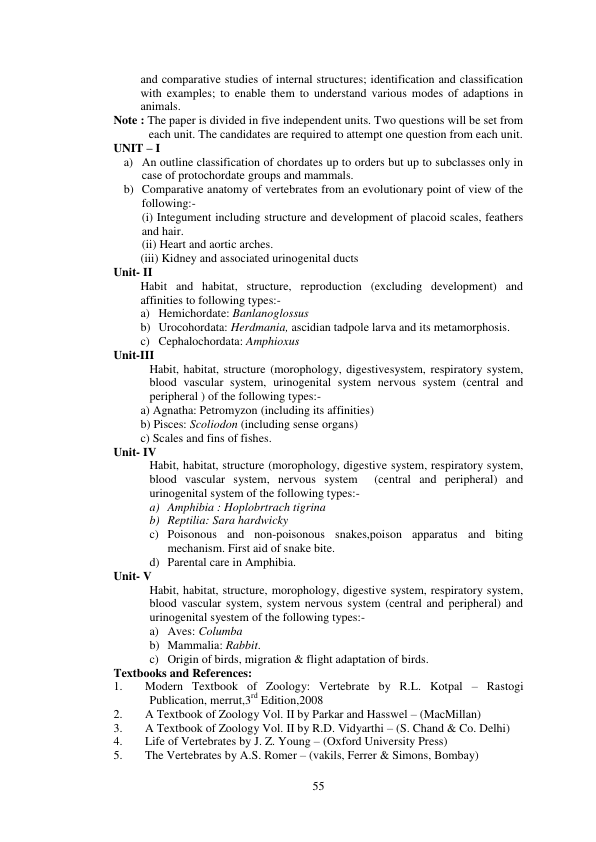 and comparative studies of internal structures; identification and classification
with examples; to enable them to understand various modes of adaptions in
animals.
Note : The paper is divided in five independent units. Two questions will be set from
each unit. The candidates are required to attempt one question from each unit.
UNIT – I
a) An outline classification of chordates up to orders but up to subclasses only in
case of protochordate groups and mammals.
b) Comparative anatomy of vertebrates from an evolutionary point of view of the
following:-
(i) Integument including structure and development of placoid scales, feathers
and hair.
(ii) Heart and aortic arches.
(iii) Kidney and associated urinogenital ducts
Unit- II
Habit and habitat, structure, reproduction (excluding development) and
affinities to following types:-
a) Hemichordate: Banlanoglossus
b) Urocohordata: Herdmania, ascidian tadpole larva and its metamorphosis.
c) Cephalochordata: Amphioxus
Unit-III
Habit, habitat, structure (morophology, digestivesystem, respiratory system,
blood vascular system, urinogenital system nervous system (central and
peripheral ) of the following types:-
a) Agnatha: Petromyzon (including its affinities)
b) Pisces: Scoliodon (including sense organs)
c) Scales and fins of fishes.
Unit- IV
Habit, habitat, structure (morophology, digestive system, respiratory system,
blood vascular system, nervous system (central and peripheral) and
urinogenital system of the following types:-
a) Amphibia : Hoplobrtrach tigrina
b) Reptilia: Sara hardwicky
c) Poisonous and non-poisonous snakes,poison apparatus and biting
mechanism. First aid of snake bite.
d) Parental care in Amphibia.
Unit- V
Habit, habitat, structure, morophology, digestive system, respiratory system,
blood vascular system, system nervous system (central and peripheral) and
urinogenital syestem of the following types:-
a) Aves: Columba
b) Mammalia: Rabbit.
c) Origin of birds, migration & flight adaptation of birds.
Textbooks and References:
1. Modern Textbook of Zoology: Vertebrate by R.L. Kotpal – Rastogi
Publication, merrut,3rd Edition,2008
2. A Textbook of Zoology Vol. II by Parkar and Hasswel – (MacMillan)
3. A Textbook of Zoology Vol. II by R.D. Vidyarthi – (S. Chand & Co. Delhi)
4. Life of Vertebrates by J. Z. Young – (Oxford University Press)
5. The Vertebrates by A.S. Romer – (vakils, Ferrer & Simons, Bombay)
55